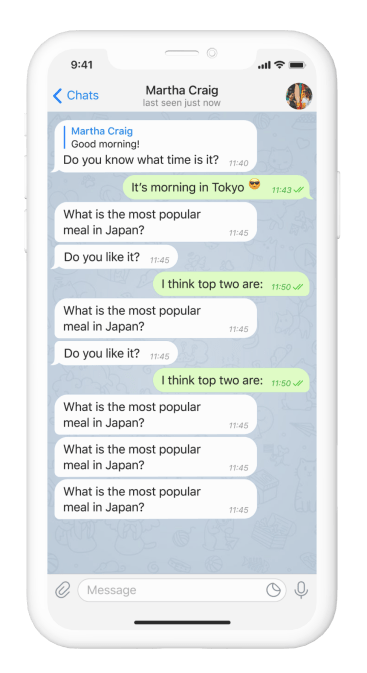 9:41
Chats
Martha Craig
last seen just now
Martha Craig
Good morning!
Do you know what time is it? 11:40
It's morning in Tokyo 😎 11:43
What is the most popular
meal in Japan? 11:45
Do you like it? 11:45
I think top two are: 11:50
What is the most popular
meal in Japan? 11:45
Do you like it? 11:45
I think top two are: 11:50
What is the most popular
meal in Japan? 11:45
What is the most popular
meal in Japan? 11:45
What is the most popular
meal in Japan? 11:45
Message